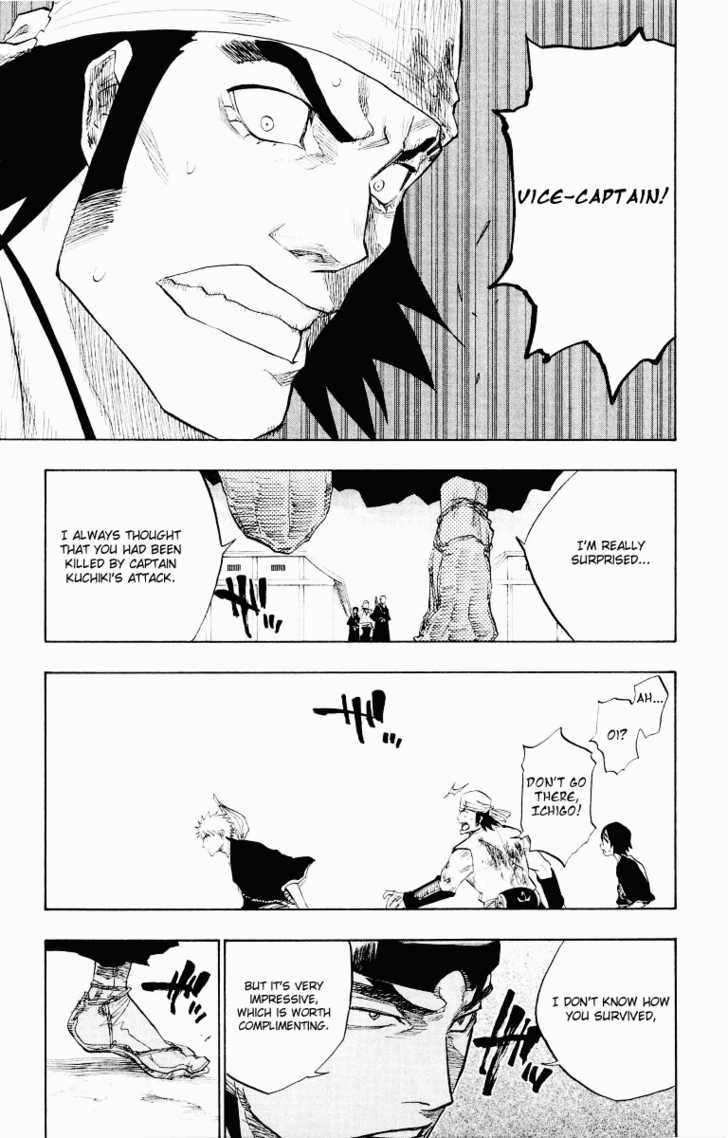 VICE-CAPTAIN!
I'M REALLY
SURPRISED...
I ALWAYS THOUGHT
THAT YOU HAD BEEN
KILLED BY CAPTAIN
KUCHIKI'S ATTACK.
AH...
OI?
DON'T GO
THERE,
ICHIGO!
I DON'T KNOW HOW
YOU SURVIVED,
BUT IT'S VERY
IMPRESSIVE,
WHICH IS WORTH
COMPLIMENTING.